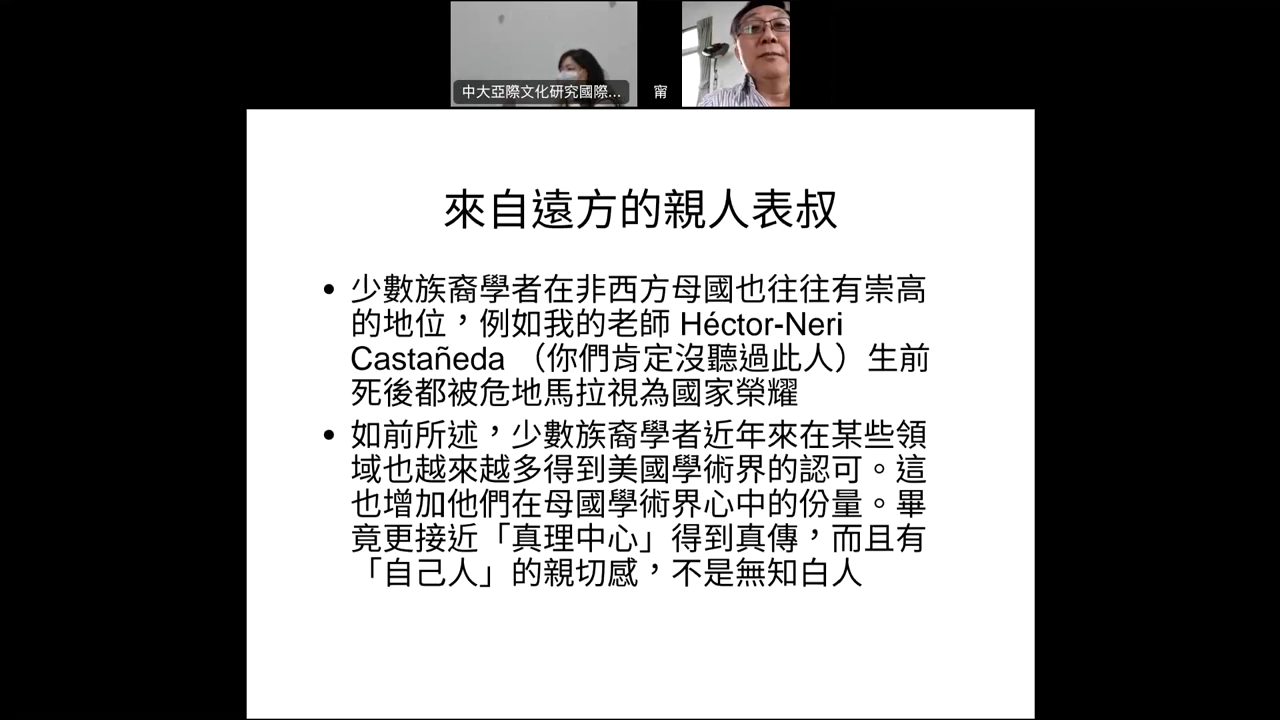 中大亞際文化研究國際...
甯
來自遠方的親人表叔
• 少數族裔學者在非西方母國也往往有崇高
的地位，例如我的老師 Héctor-Neri
Castañeda （你們肯定沒聽過此人）生前
死後都被危地馬拉視為國家榮耀
• 如前所述，少數族裔學者近年來在某些領
域也越來越多得到美國學術界的認可。這
也增加他們在母國學術界心中的份量。畢
竟更接近「真理中心」得到真傳，而且有
「自己人」的親切感，不是無知白人